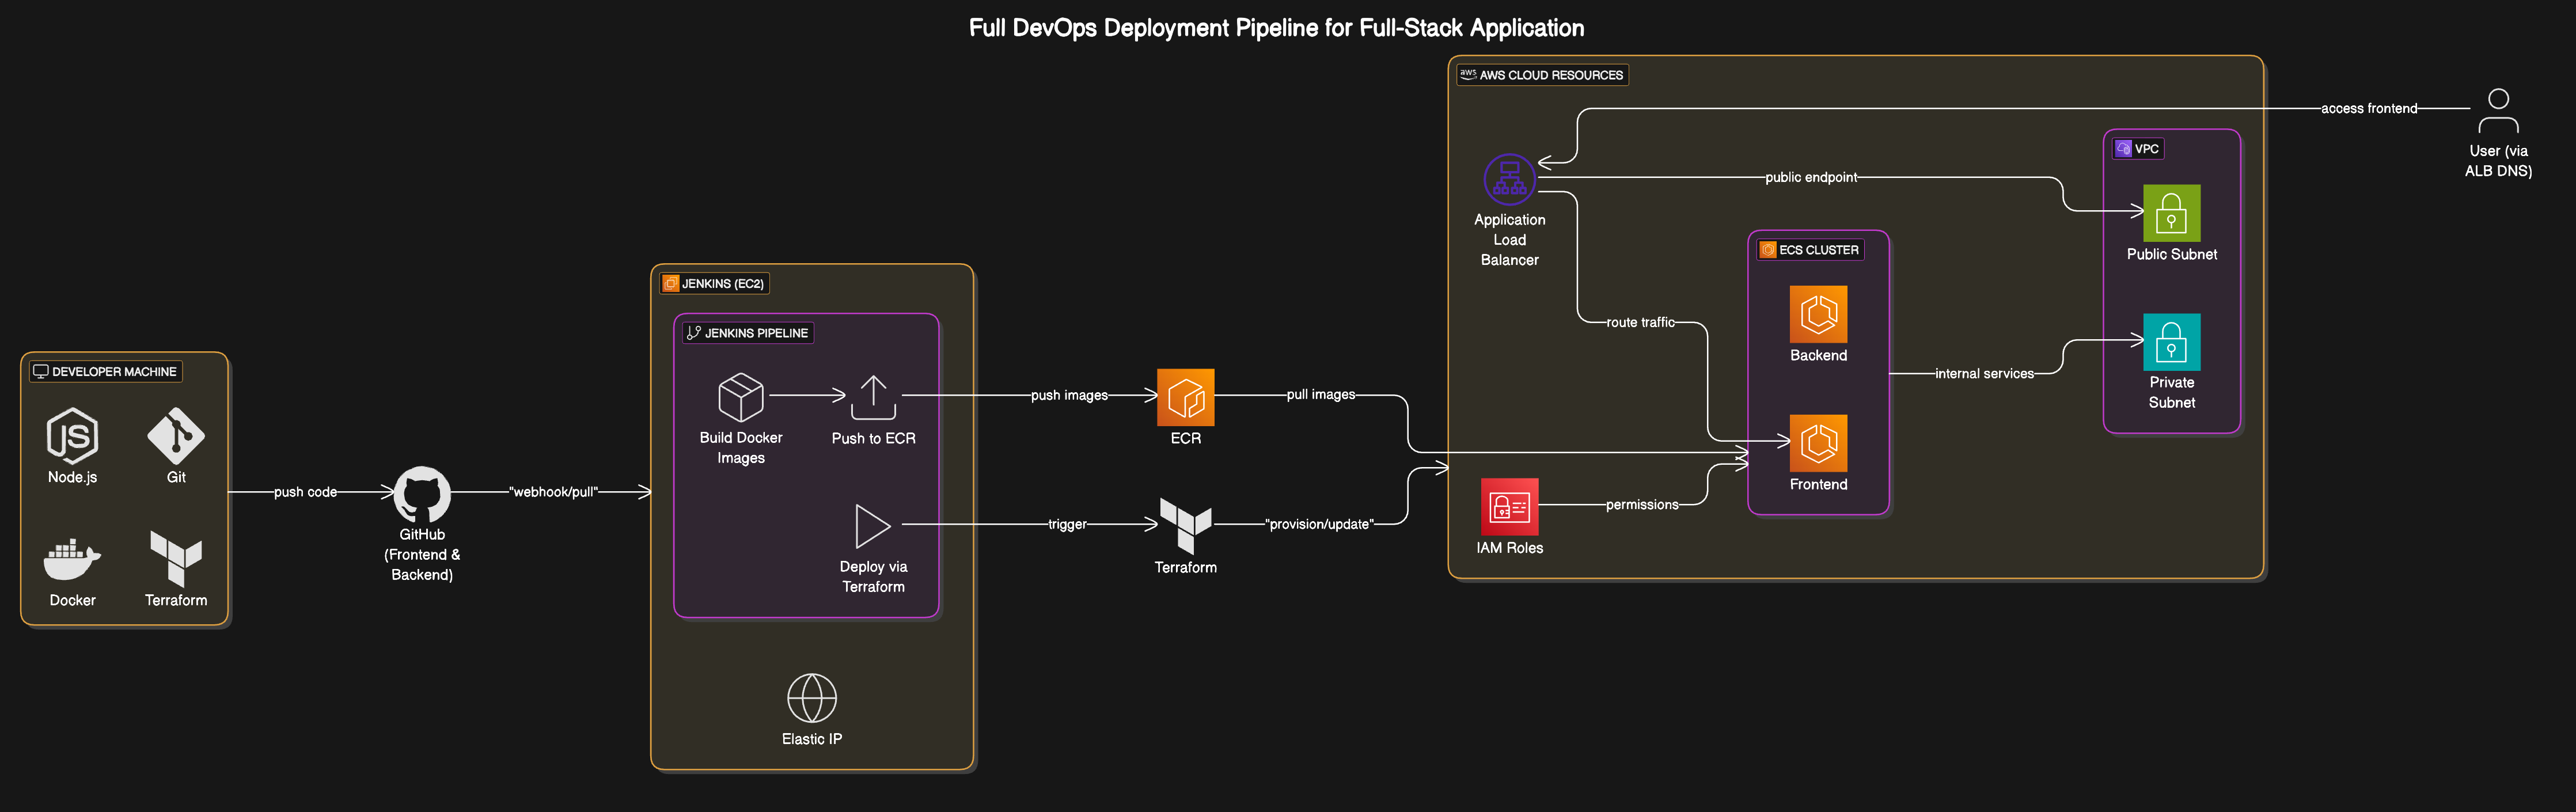 Full DevOps Deployment Pipeline for Full-Stack Application
DEVELOPER MACHINE
JS
Node.js
Git
Docker
Terraform
push code
GitHub
(Frontend &
Backend)
"webhook/pull"
JENKINS (EC2)
JENKINS PIPELINE
Build Docker
Images
Push to ECR
Deploy via
Terraform
Elastic IP
push images
ECR
pull images
trigger
Terraform
"provision/update"
aws AWS CLOUD RESOURCES
access frontend
User (via
ALB DNS)
Application
Load
Balancer
public endpoint
route traffic
IAM Roles
permissions
ECS CLUSTER
Backend
Frontend
internal services
VPC
Public Subnet
Private
Subnet